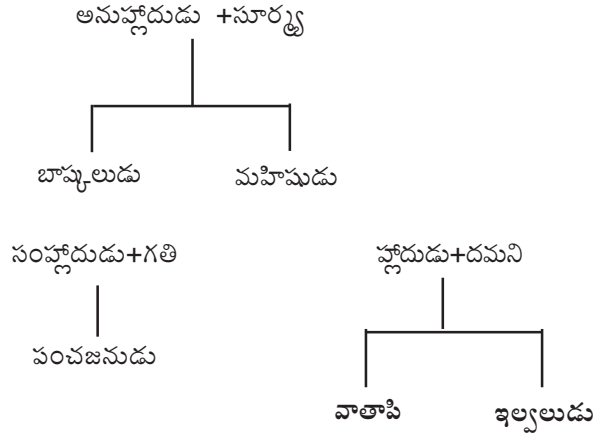 అనుహ్లాదుడు +సూర్మ్య
బాష్కలుడు మహిషుడు
సంహ్లాదుడు+గతి హ్లాదుడు+దమని
పంచజనుడు
వాతాపి ఇల్వలుడు